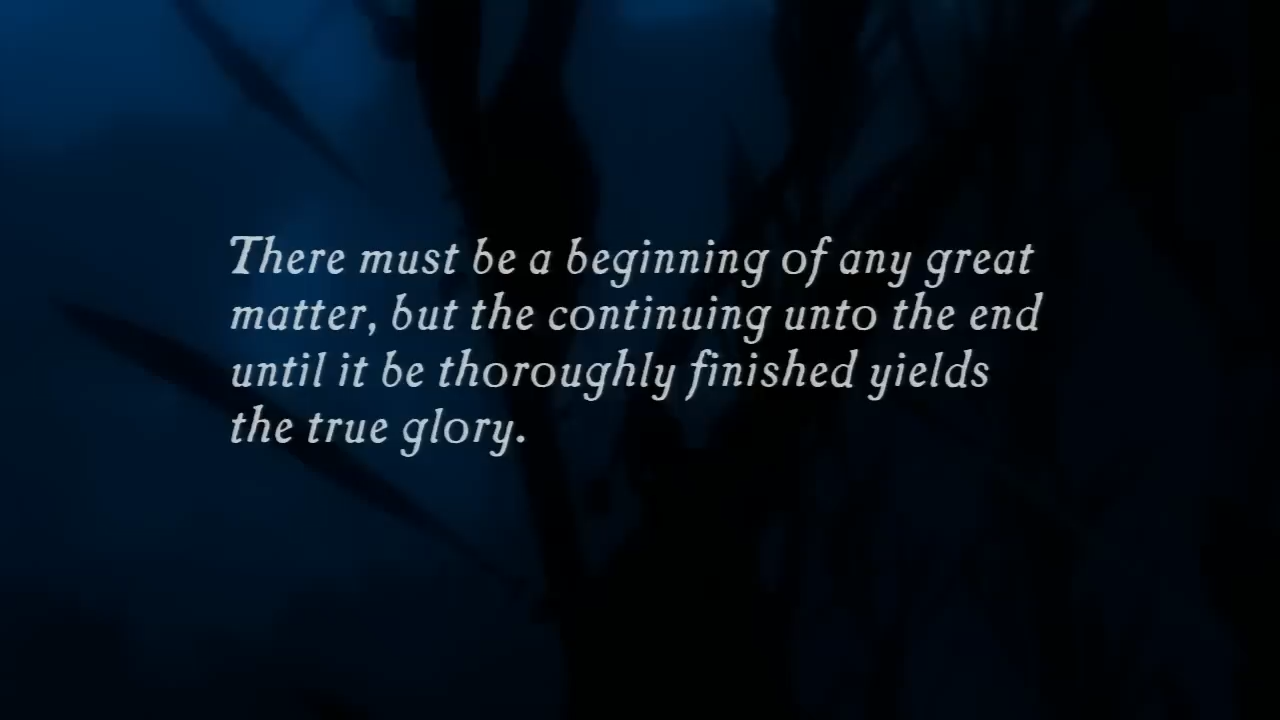 There must be a beginning of any great
matter, but the continuing unto the end
until it be thoroughly finished yields
the true glory.